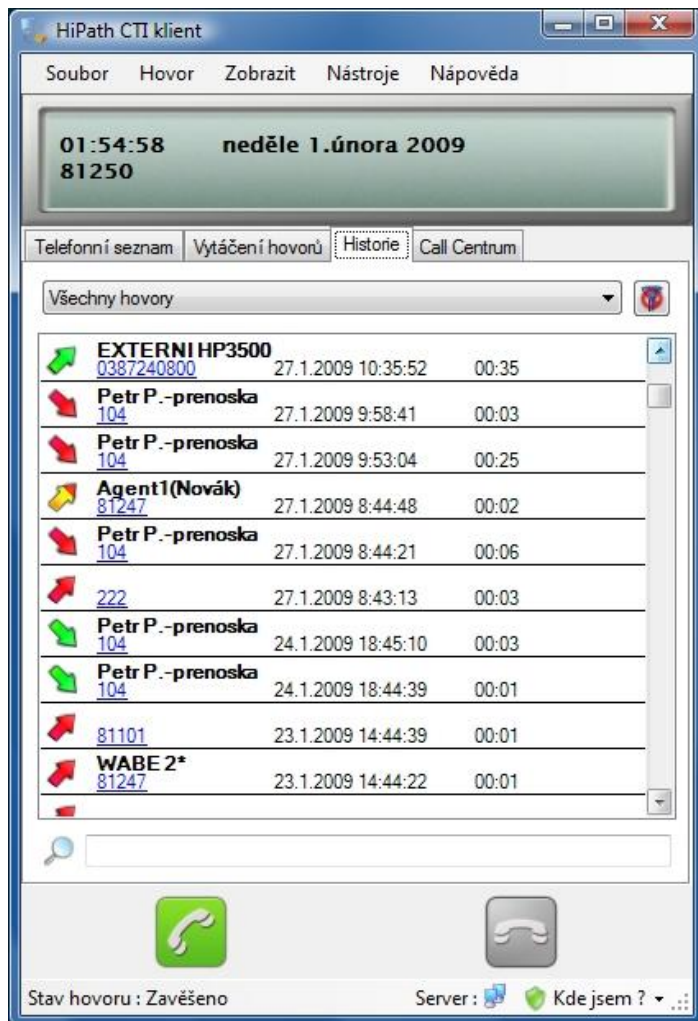 HiPath CTI klient
Soubor Hovor Zobrazit Nástroje Nápověda
01:54:58 neděle 1.února 2009
81250
Telefonní seznam Vytáčení hovorů Historie Call Centrum
Všechny hovory
EXTERNI HP3500
0387240800 27.1.2009 10:35:52 00:35
Petr P.-prenoska
104 27.1.2009 9:58:41 00:03
Petr P.-prenoska
104 27.1.2009 9:53:04 00:25
Agent1(Novák)
81247 27.1.2009 8:44:48 00:02
Petr P.-prenoska
104 27.1.2009 8:44:21 00:06
222 27.1.2009 8:43:13 00:03
Petr P.-prenoska
104 24.1.2009 18:45:10 00:03
Petr P.-prenoska
104 24.1.2009 18:44:39 00:01
81101 23.1.2009 14:44:39 00:01
WABE 2*
81247 23.1.2009 14:44:22 00:01
Stav hovoru : Zavěšeno Server : Kde jsem ?